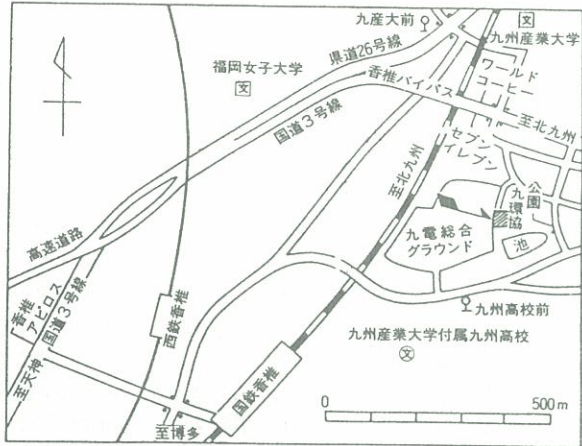 九産大前
文
九州産業大学
県道26号線
福岡女子大学
文
ワールド
コーヒー
香椎バイパス
国道3号線
至北九州
セブン
イレブン
至北九州
公園
九環協
九電総合
グラウンド
池
高速道路
香椎
アピロス
国道3号線
西鉄香椎
九州高校前
九州産業大学付属九州高校
文
至天神
国鉄香椎
至博多
0
500m